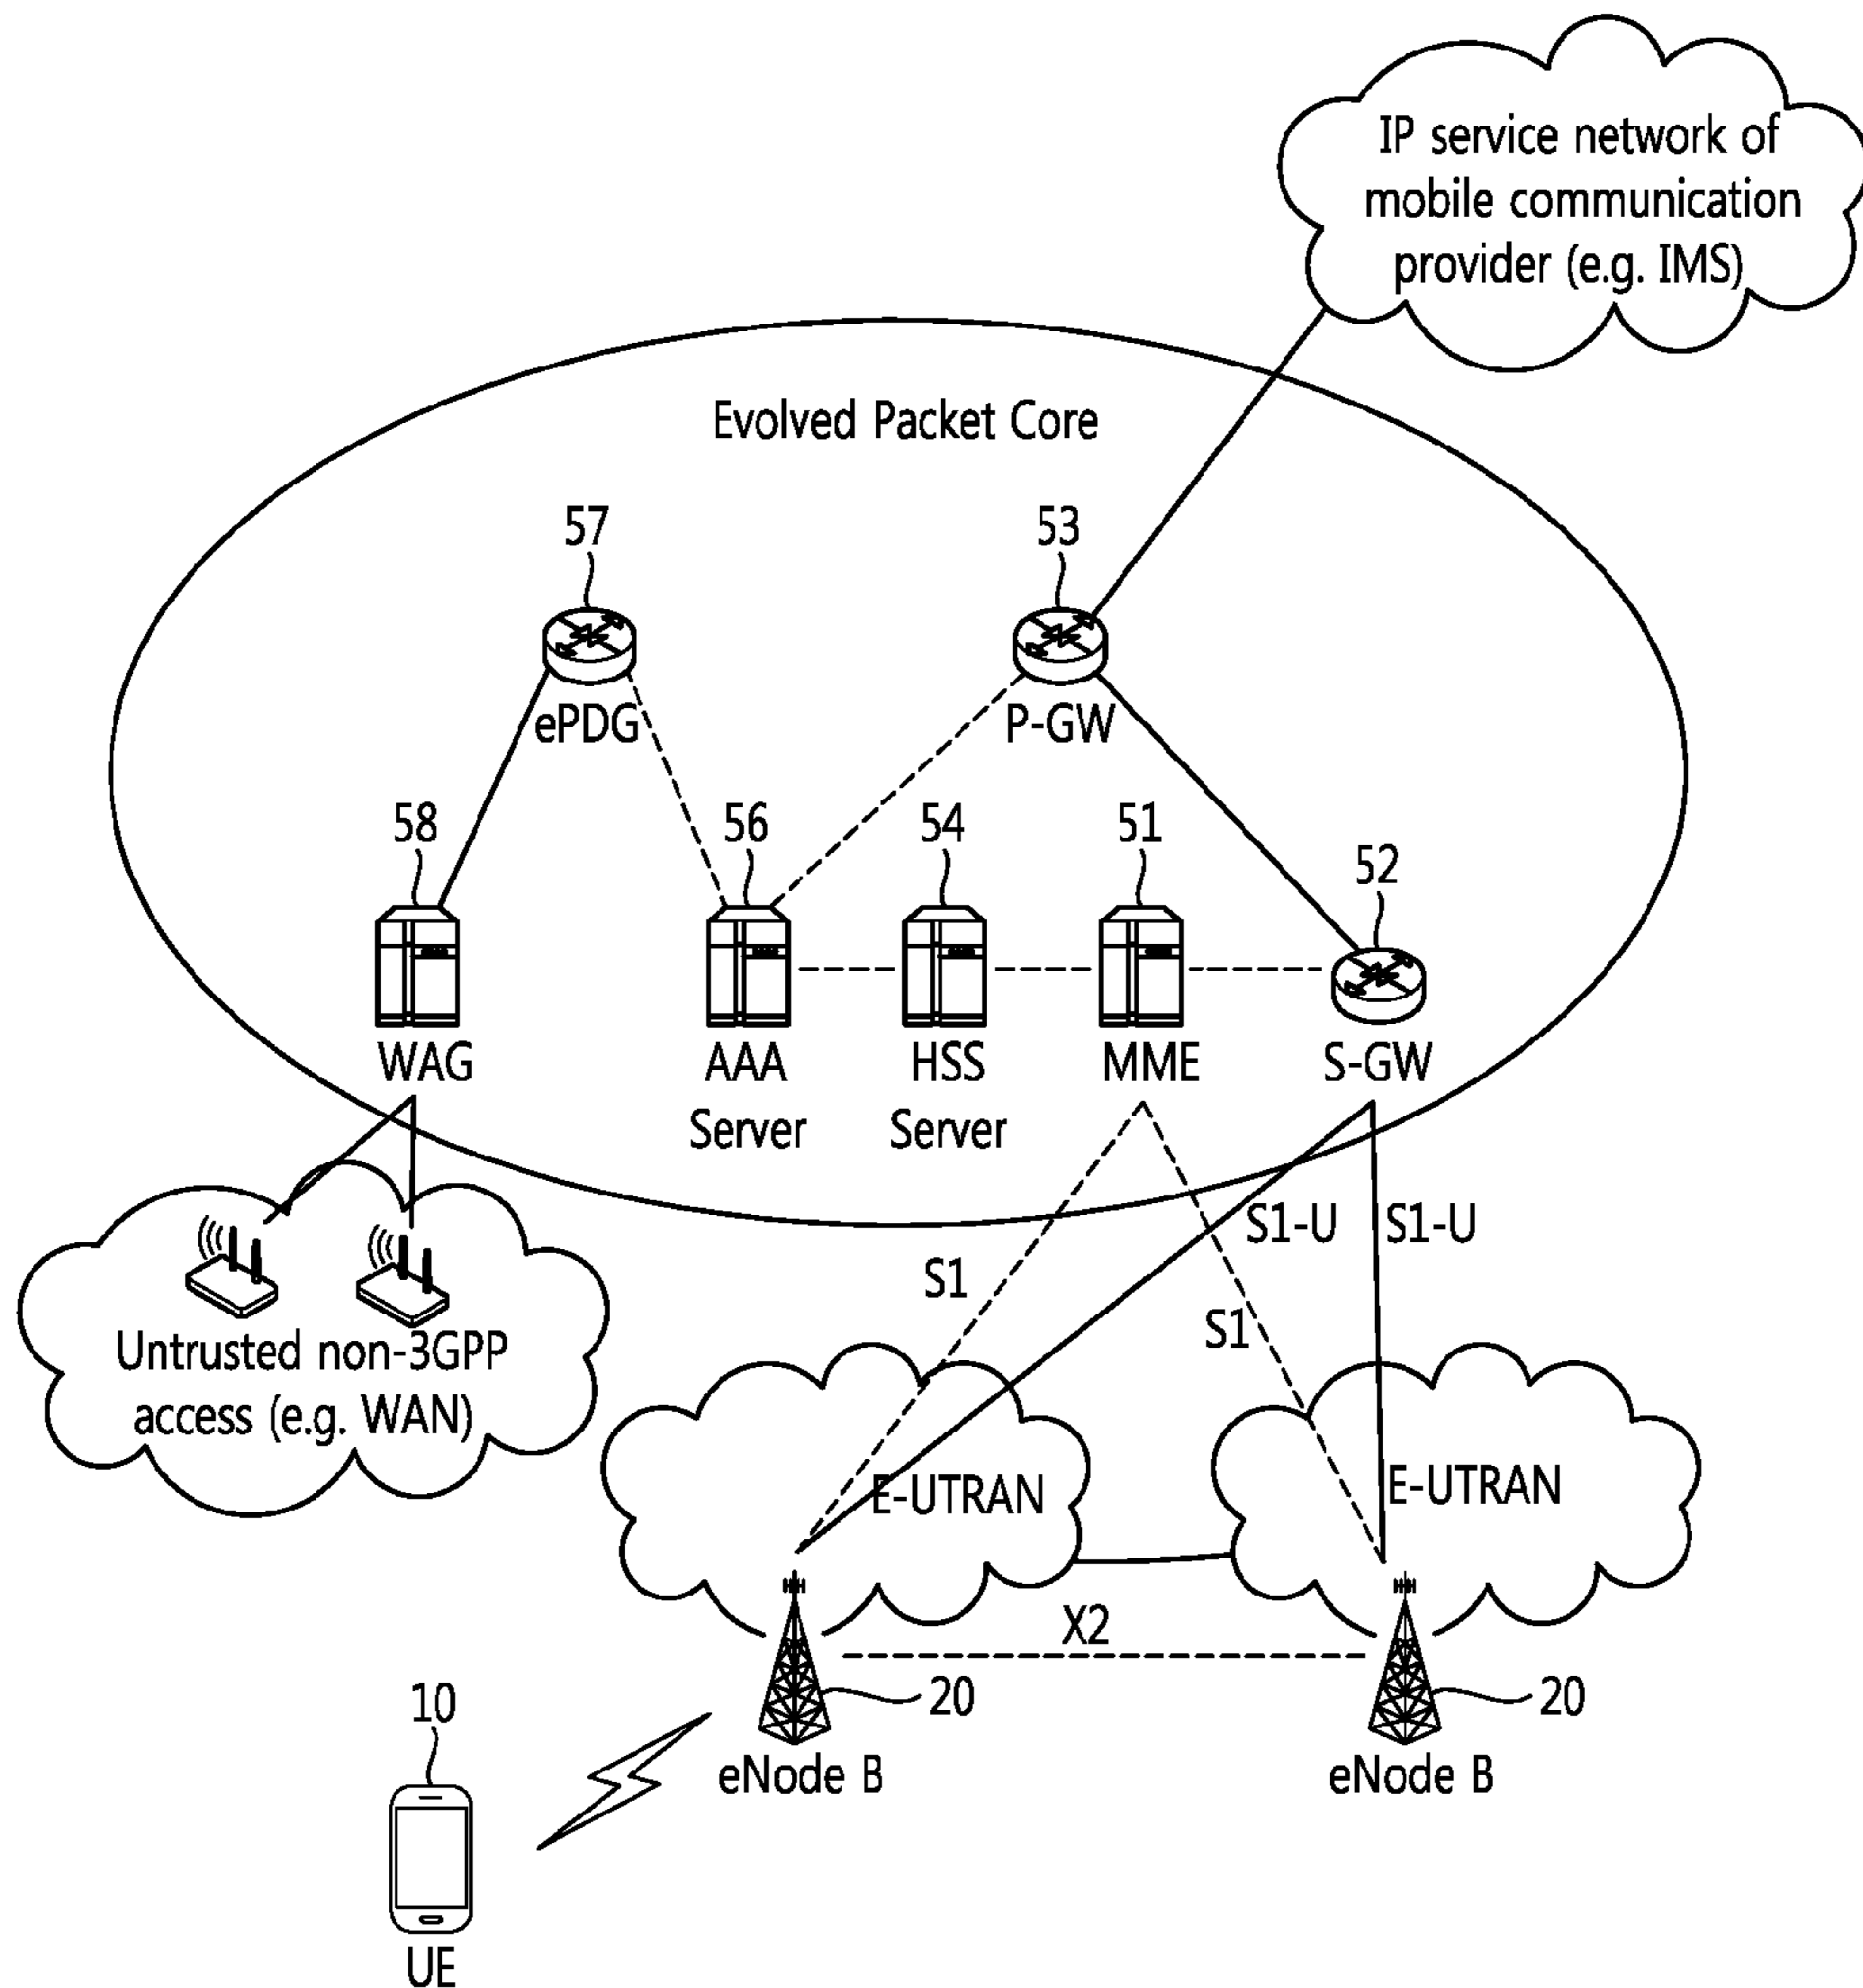 IP service network of
mobile communication
provider (e.g. IMS)
Evolved Packet Core
57
53
ePDG
P-GW
58
56
54
51
52
WAG
AAA
Server
HSS
Server
MME
S-GW
S1-U
S1-U
S1
S1
Untrusted non-3GPP
access (e.g. WAN)
E-UTRAN
E-UTRAN
X2
20
20
10
eNode B
eNode B
UE